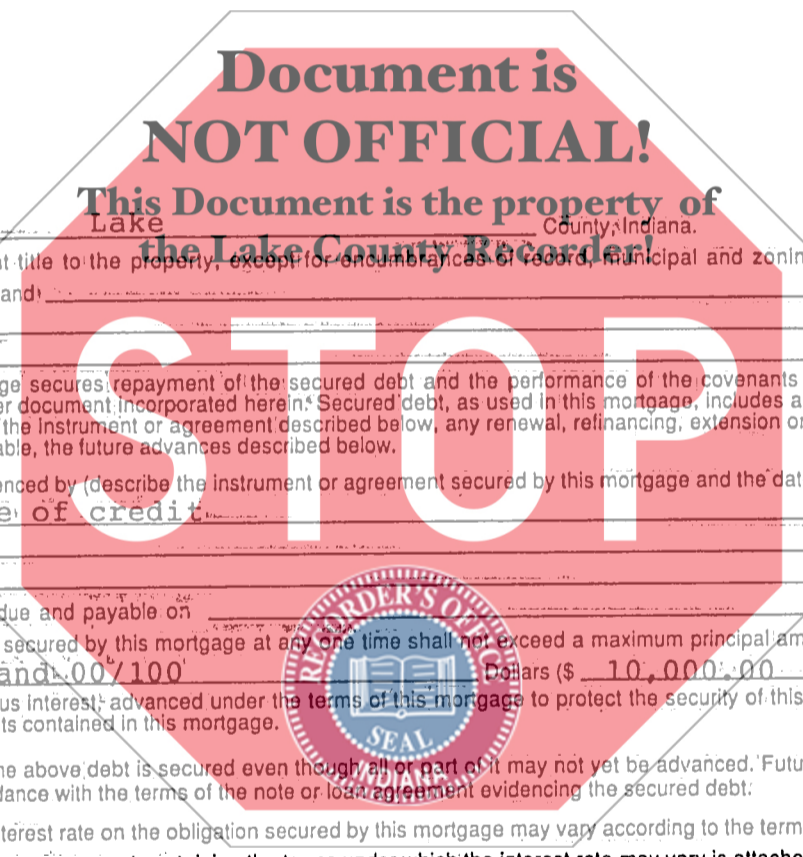 Document is
NOT OFFICIAL!
This Document is the property of
the Lake County Recorder!
Lake County, Indiana.
t title to the property, except for encumbrances of record, municipal and zonin
and
STOP
ge secures repayment of the secured debt and the performance of the covenants
er document incorporated herein. Secured debt, as used in this mortgage, includes a
the instrument or agreement described below, any renewal, refinancing, extension or
able, the future advances described below.
enced by (describe the instrument or agreement secured by this mortgage and the dat
e of credit
due and payable on
secured by this mortgage at any one time shall not exceed a maximum principal am
and 00/100 Dollars ($ 10,000.00
us interest, advanced under the terms of this mortgage to protect the security of this
ts contained in this mortgage.
RECORDER'S OFFICE
SEAL
INDIANA
he above debt is secured even though all or part of it may not yet be advanced. Futu
dance with the terms of the note or loan agreement evidencing the secured debt.
terest rate on the obligation secured by this mortgage may vary according to the term